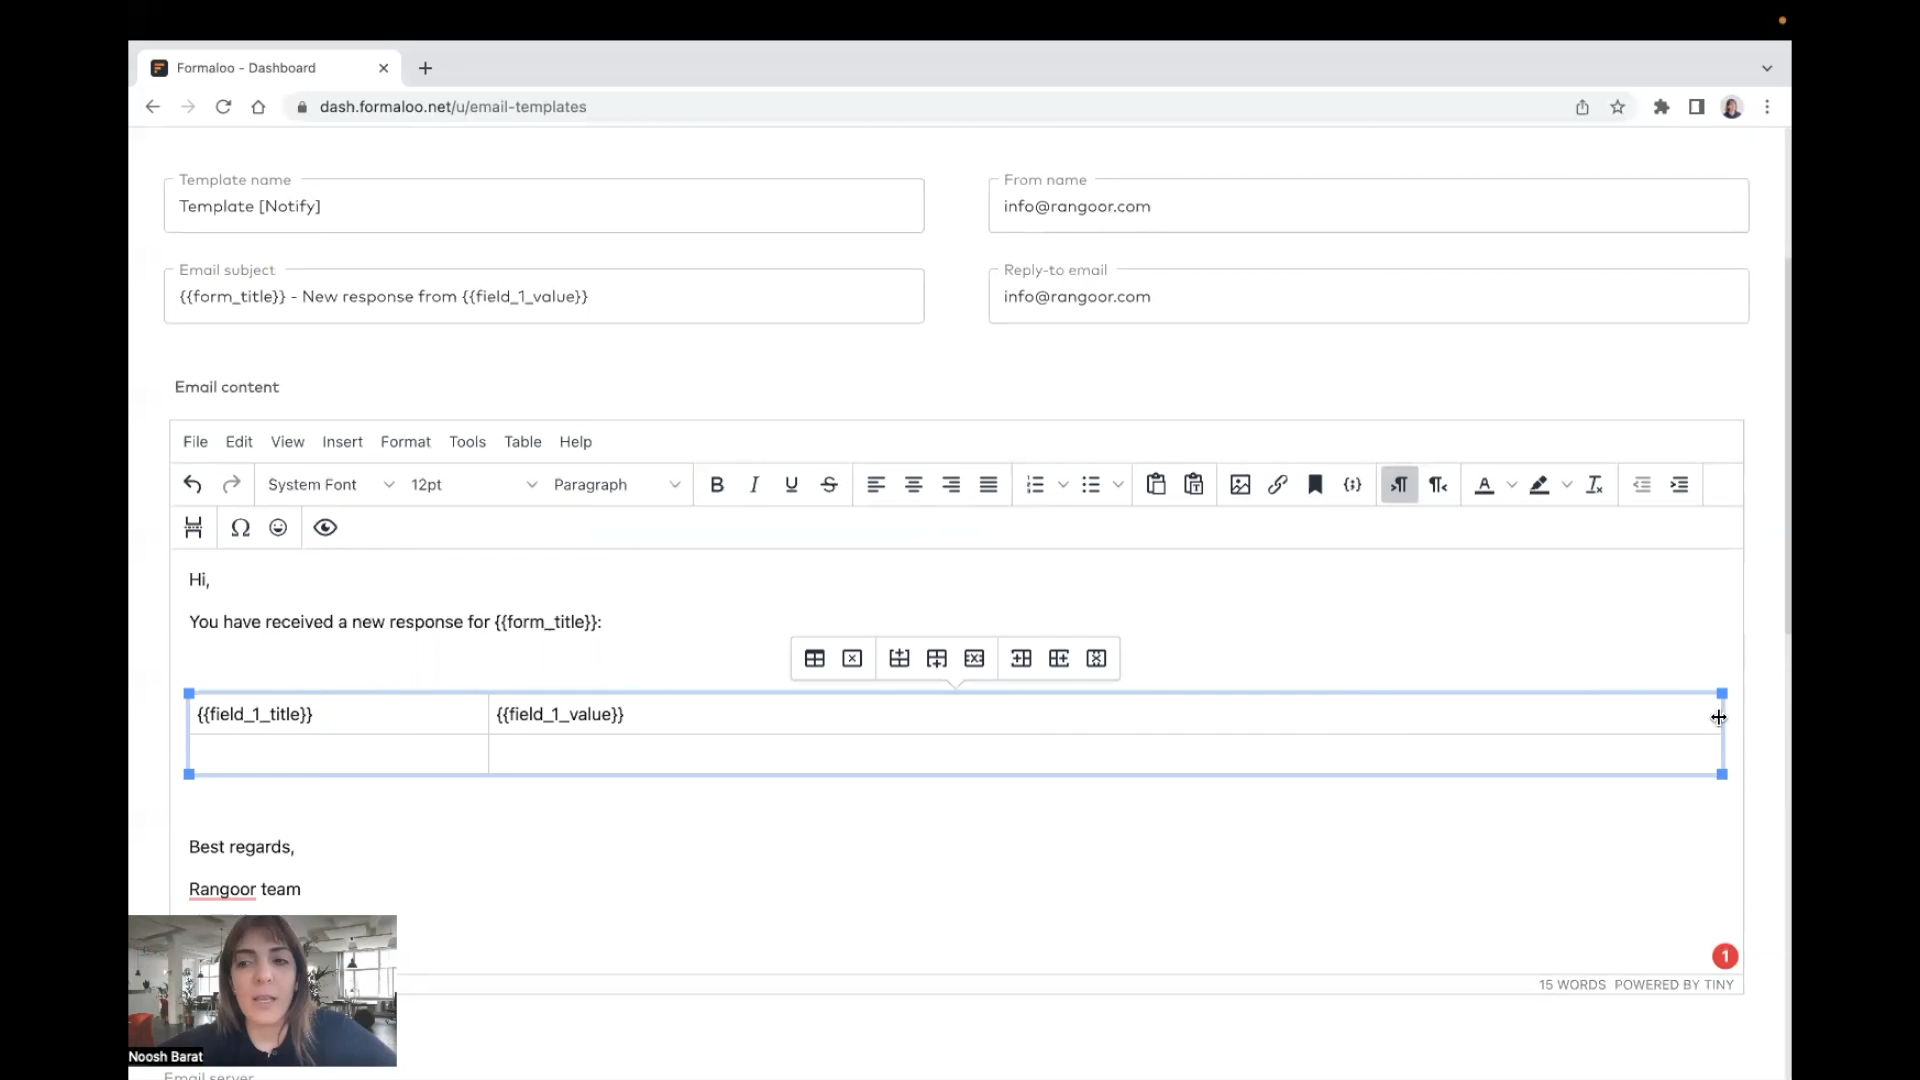 Formaloo - Dashboard
dash.formaloo.net/u/email-templates
Template name
Template [Notify]
From name
info@rangoor.com
Email subject
{{form_title}} - New response from {{field_1_value}}
Reply-to email
info@rangoor.com
Email content
File Edit View Insert Format Tools Table Help
System Font 12pt Paragraph
Hi,
You have received a new response for {{form_title}}:
{{field_1_title}} {{field_1_value}}
Best regards,
Rangoor team
1
15 WORDS POWERED BY TINY
Noosh Barat
Email server